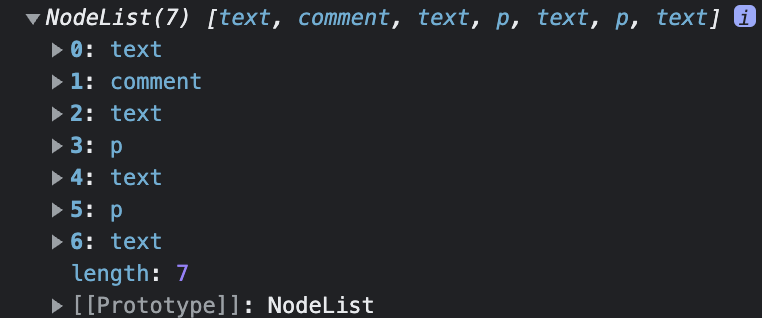 NodeList(7) [text, comment, text, p, text, p, text] i
0: text
1: comment
2: text
3: p
4: text
5: p
6: text
length: 7
[[Prototype]]: NodeList